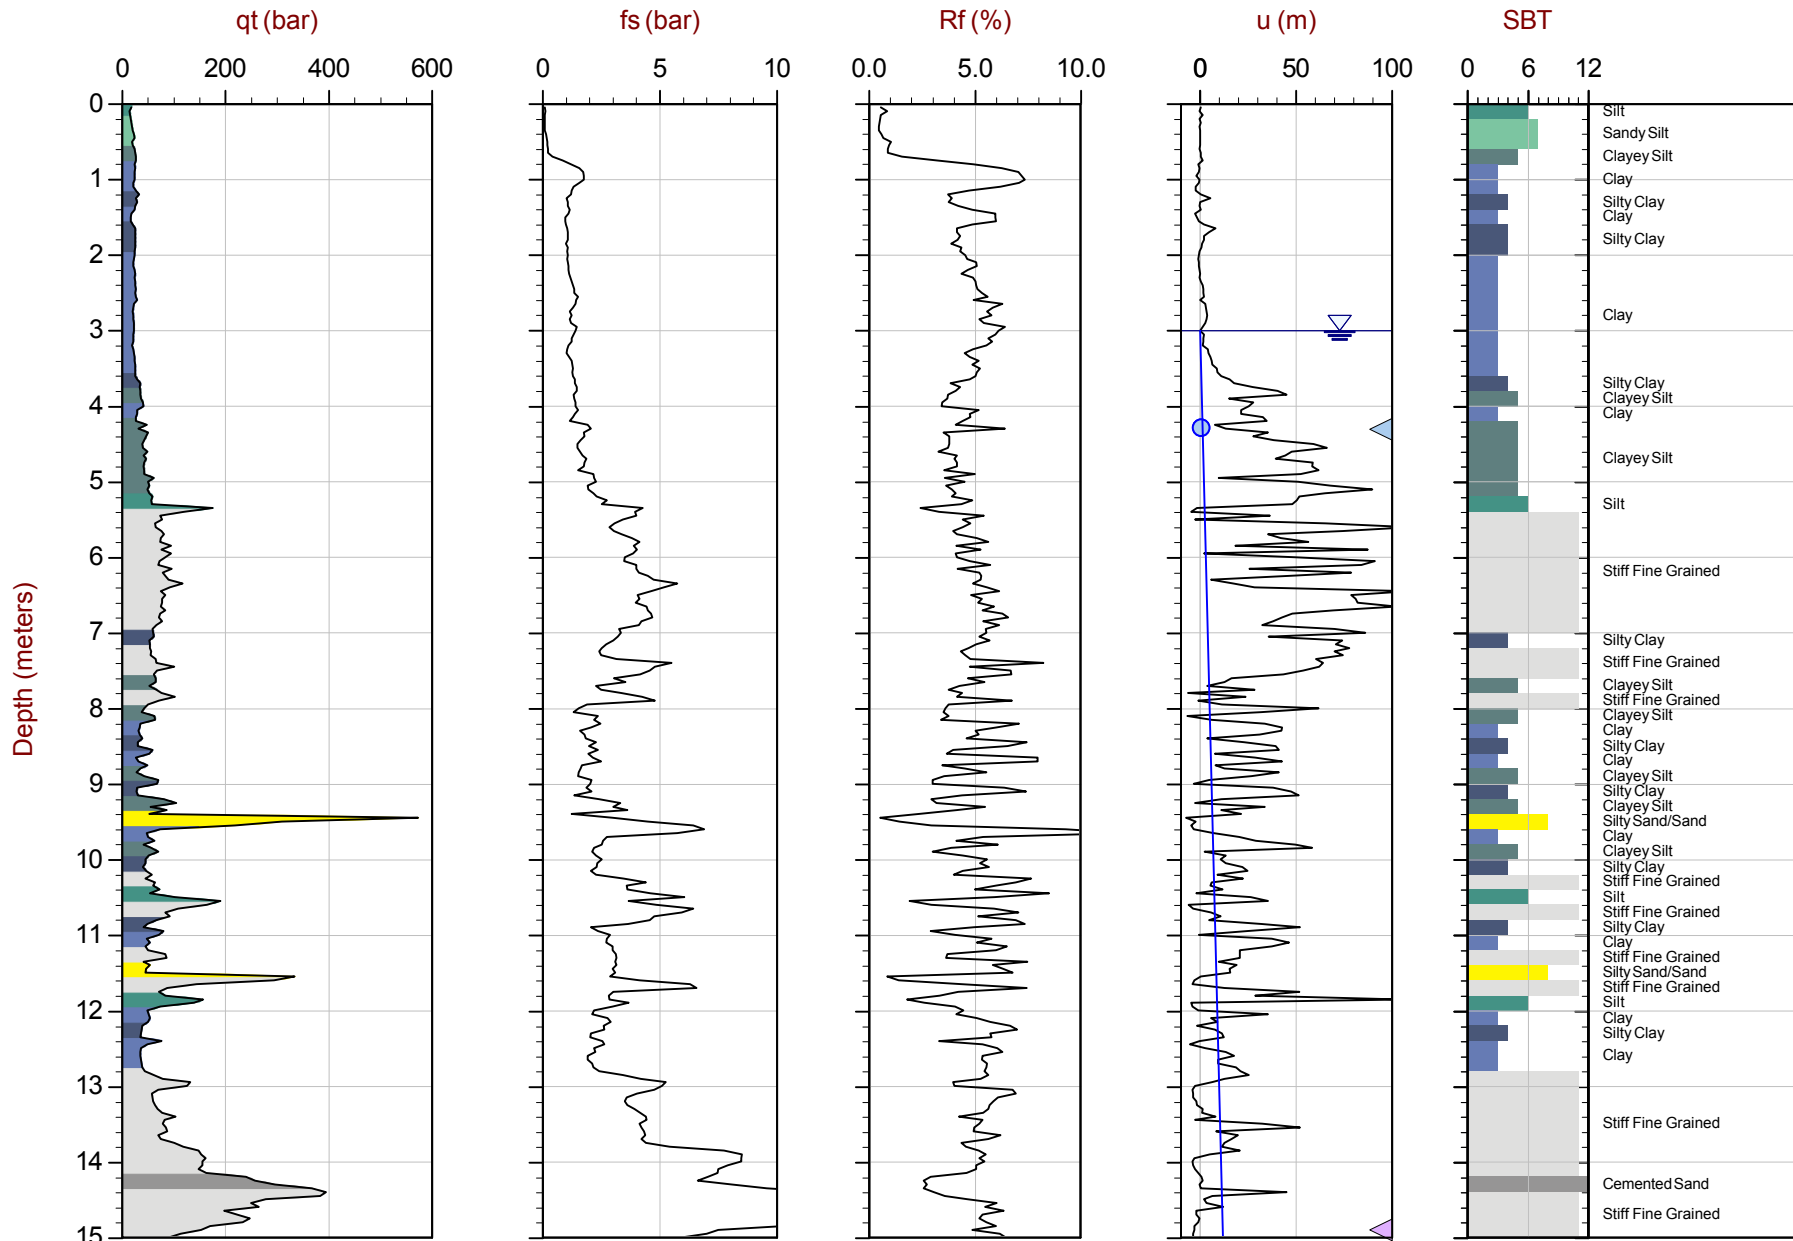 qt (bar) fs (bar) Rf (%) u (m) SBT
0 200 400 600 0 5 10 0.0 5.0 10.0 0 50 100 0 6 12
Depth (meters)
0
1
2
3
4
5
6
7
8
9
10
11
12
13
14
15
Silt
Sandy Silt
Clayey Silt
Clay
Silty Clay
Clay
Silty Clay
Clay
Silty Clay
Clayey Silt
Clay
Clayey Silt
Silt
Stiff Fine Grained
Silty Clay
Stiff Fine Grained
Clayey Silt
Stiff Fine Grained
Clayey Silt
Clay
Silty Clay
Clay
Clayey Silt
Silty Clay
Clayey Silt
Silty Sand/Sand
Clay
Clayey Silt
Silty Clay
Stiff Fine Grained
Silt
Stiff Fine Grained
Silty Clay
Clay
Stiff Fine Grained
Silty Sand/Sand
Stiff Fine Grained
Silt
Clay
Silty Clay
Clay
Stiff Fine Grained
Cemented Sand
Stiff Fine Grained